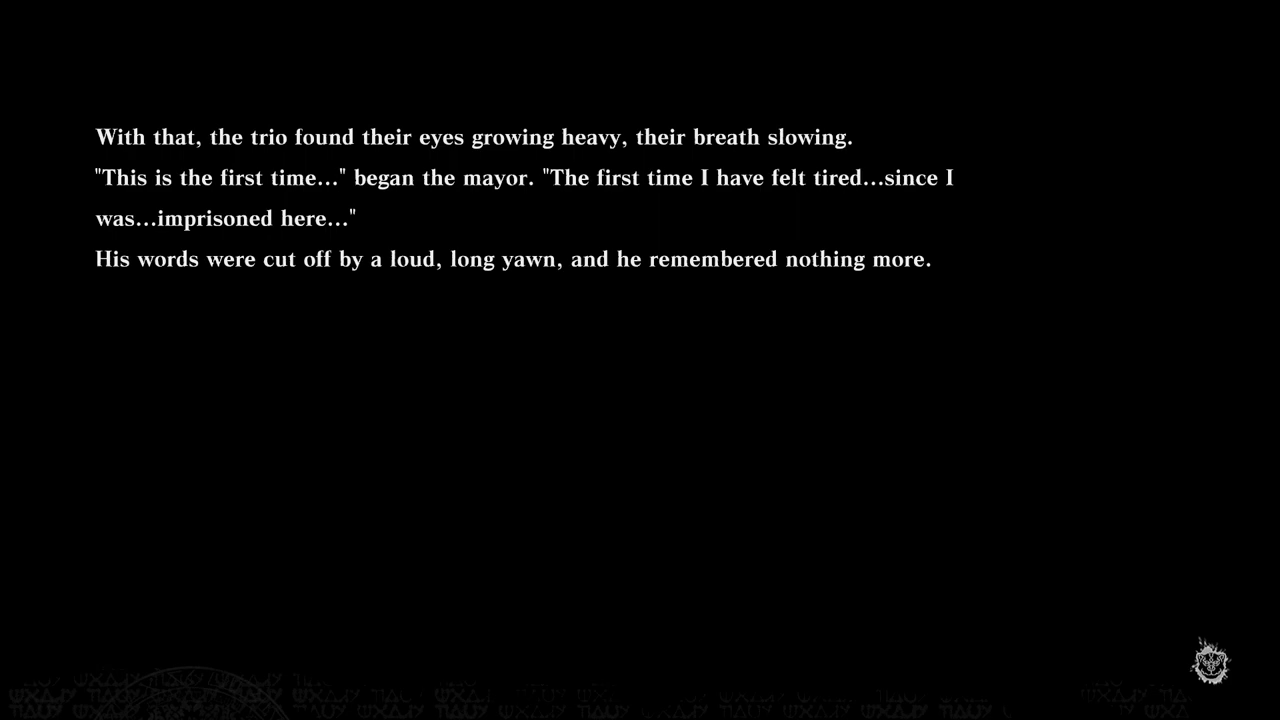 With that, the trio found their eyes growing heavy, their breath slowing.
"This is the first time..." began the mayor. "The first time I have felt tired...since I
was...imprisoned here..."
His words were cut off by a loud, long yawn, and he remembered nothing more.